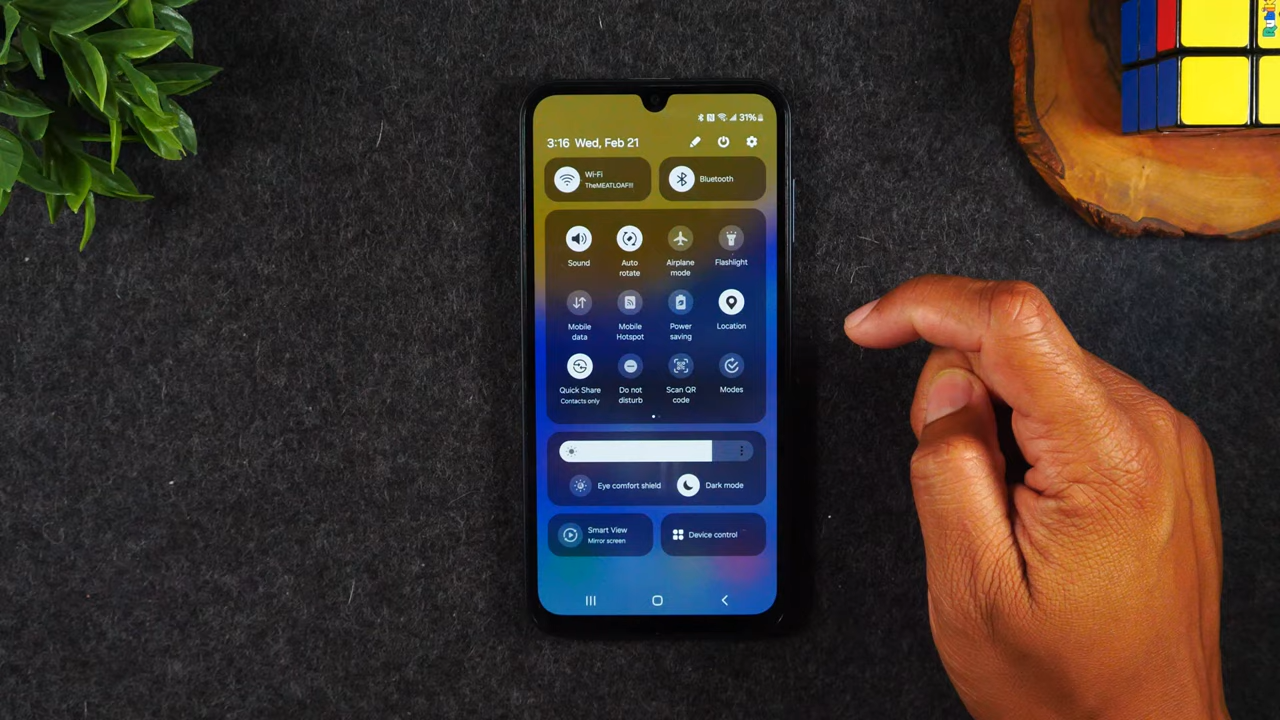 31%
3:16 Wed, Feb 21
Wi-Fi
TheMEATLOAF!!!
Bluetooth
Sound
Auto
rotate
Airplane
mode
Flashlight
Mobile
data
Mobile
Hotspot
Power
saving
Location
Quick Share
Contacts only
Do not
disturb
Scan QR
code
Modes
Eye comfort shield
Dark mode
Smart View
Mirror screen
Device control